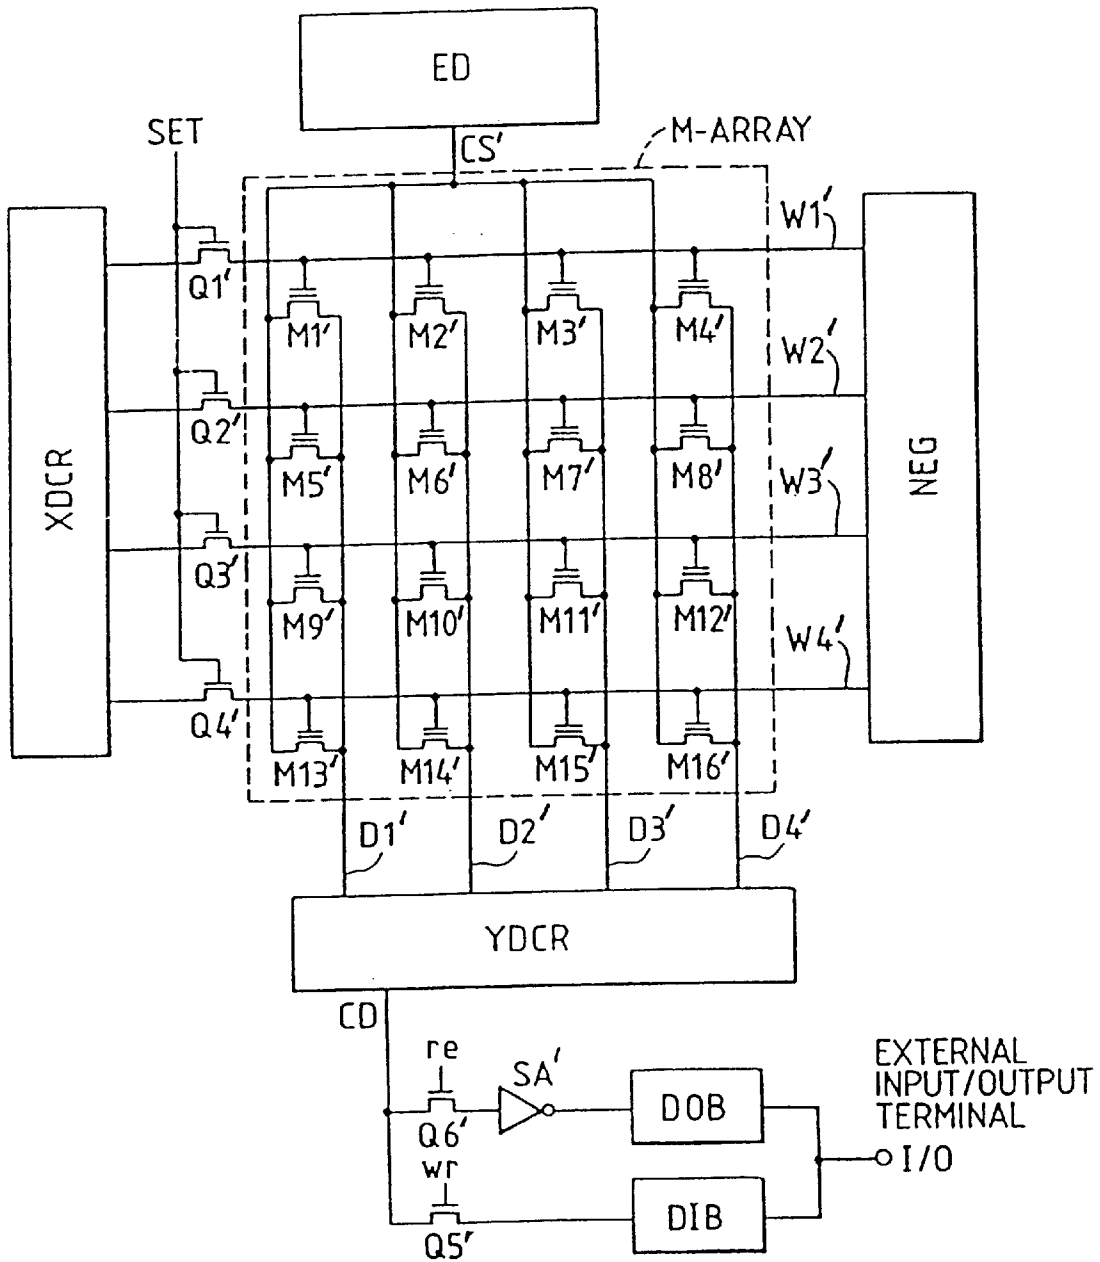 ED
SET
CS'
M-ARRAY
W1'
Q1'
M1' M2' M3' M4'
W2'
Q2'
M5' M6' M7' M8'
XDCR
NEG
W3'
Q3'
M9' M10' M11' M12'
W4'
Q4'
M13' M14' M15' M16'
D1' D2' D3' D4'
YDCR
CD
re
SA'
DOB
Q6'
EXTERNAL
INPUT/OUTPUT
TERMINAL
I/O
wr
DIB
Q5'